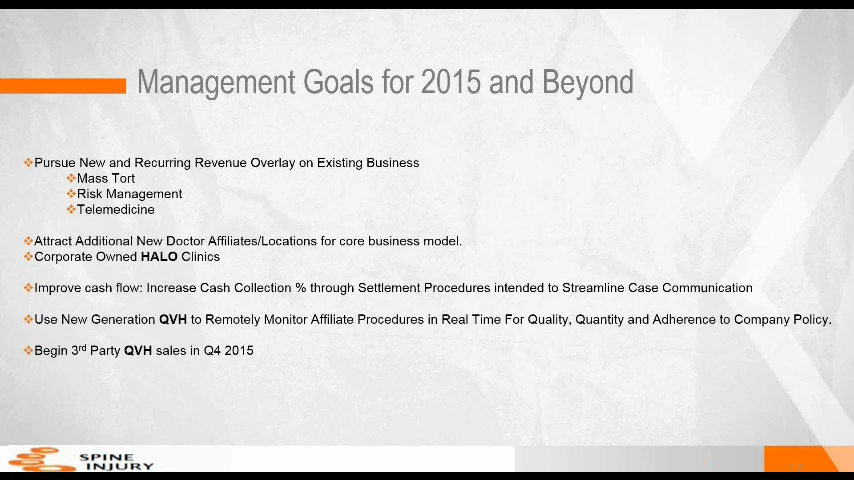 Management Goals for 2015 and Beyond
Pursue New and Recurring Revenue Overlay on Existing Business
Mass Tort
Risk Management
Telemedicine
Attract Additional New Doctor Affiliates/Locations for core business model.
Corporate Owned HALO Clinics
Improve cash flow: Increase Cash Collection % through Settlement Procedures intended to Streamline Case Communication
Use New Generation QVH to Remotely Monitor Affiliate Procedures in Real Time For Quality, Quantity and Adherence to Company Policy.
Begin 3rd Party QVH sales in Q4 2015
SPINE
INJURY